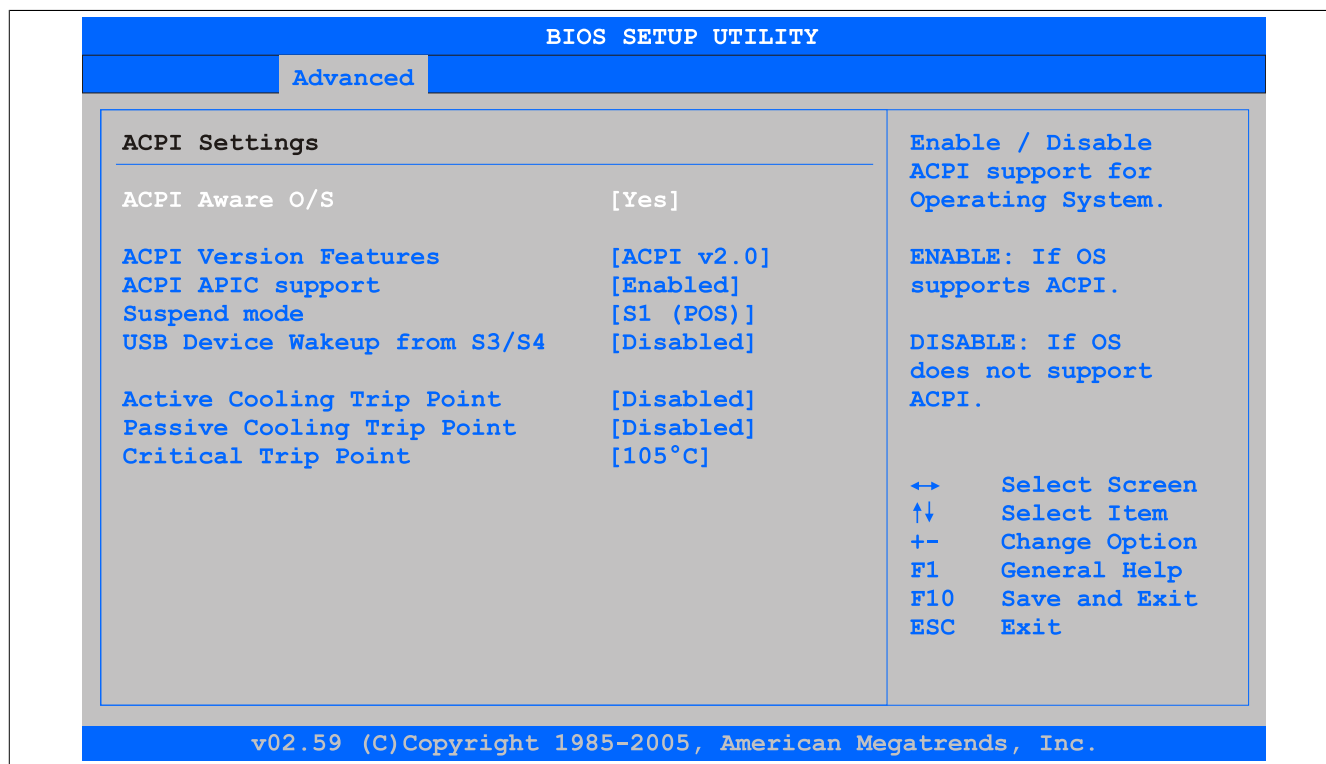 BIOS SETUP UTILITY
Advanced
ACPI Settings
ACPI Aware O/S [Yes]
ACPI Version Features [ACPI v2.0]
ACPI APIC support [Enabled]
Suspend mode [S1 (POS)]
USB Device Wakeup from S3/S4 [Disabled]
Active Cooling Trip Point [Disabled]
Passive Cooling Trip Point [Disabled]
Critical Trip Point [105°C]
Enable / Disable
ACPI support for
Operating System.
ENABLE: If OS
supports ACPI.
DISABLE: If OS
does not support
ACPI.
↔ Select Screen
↑↓ Select Item
+- Change Option
F1 General Help
F10 Save and Exit
ESC Exit
v02.59 (C)Copyright 1985-2005, American Megatrends, Inc.